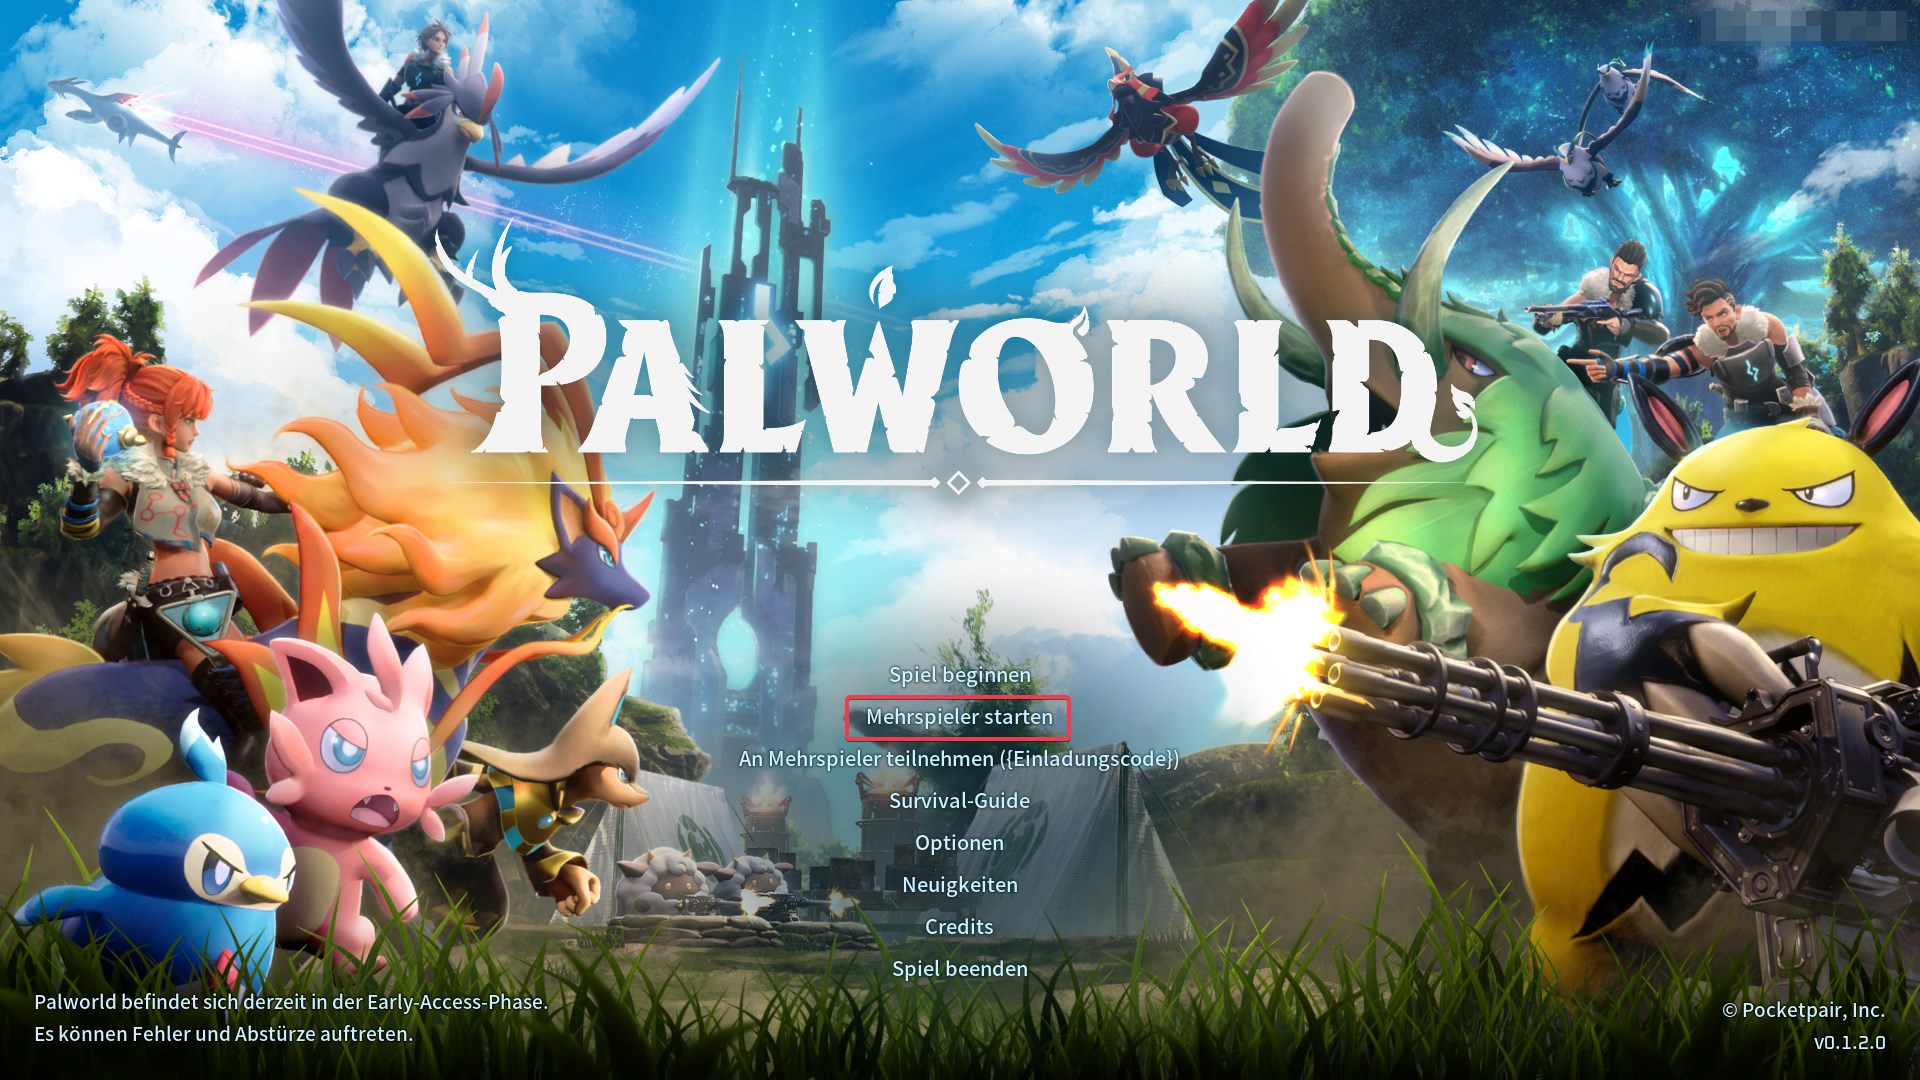 PALWORLD
Spiel beginnen
Mehrspieler starten
An Mehrspieler teilnehmen ({Einladungscode})
Survival-Guide
Optionen
Neuigkeiten
Credits
Spiel beenden
Palworld befindet sich derzeit in der Early-Access-Phase.
Es können Fehler und Abstürze auftreten.
© Pocketpair, Inc.
v0.1.2.0